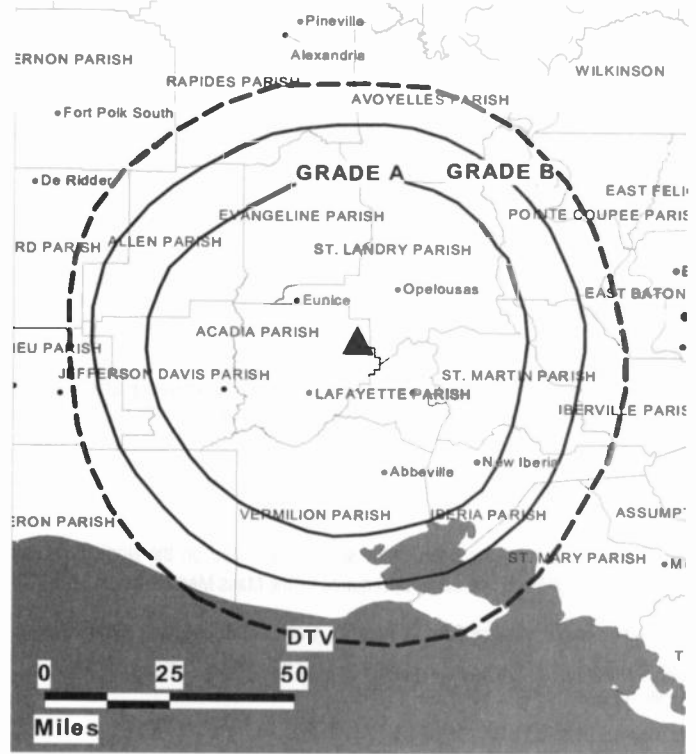 Pineville
Alexandria
ERNON PARISH
WILKINSON
RAPIDES PARISH
AVOYELLES PARISH
Fort Polk South
GRADE A
GRADE B
De Ridder
EAST FELI
EVANGELINE PARISH
POINTE COUPEE PARIS
RD PARISH
ALLEN PARISH
ST. LANDRY PARISH
Opelousas
EAST BATON
Eunice
ACADIA PARISH
IEU PARISH
JEFFERSON DAVIS PARISH
ST. MARTIN PARISH
LAFAYETTE PARISH
IBERVILLE PARIS
Abbeville
New Iberia
ERON PARISH
VERMILION PARISH
IBERIA PARISH
ASSUMPT
ST. MARY PARISH
M
DTV
T
0 25 50
Miles